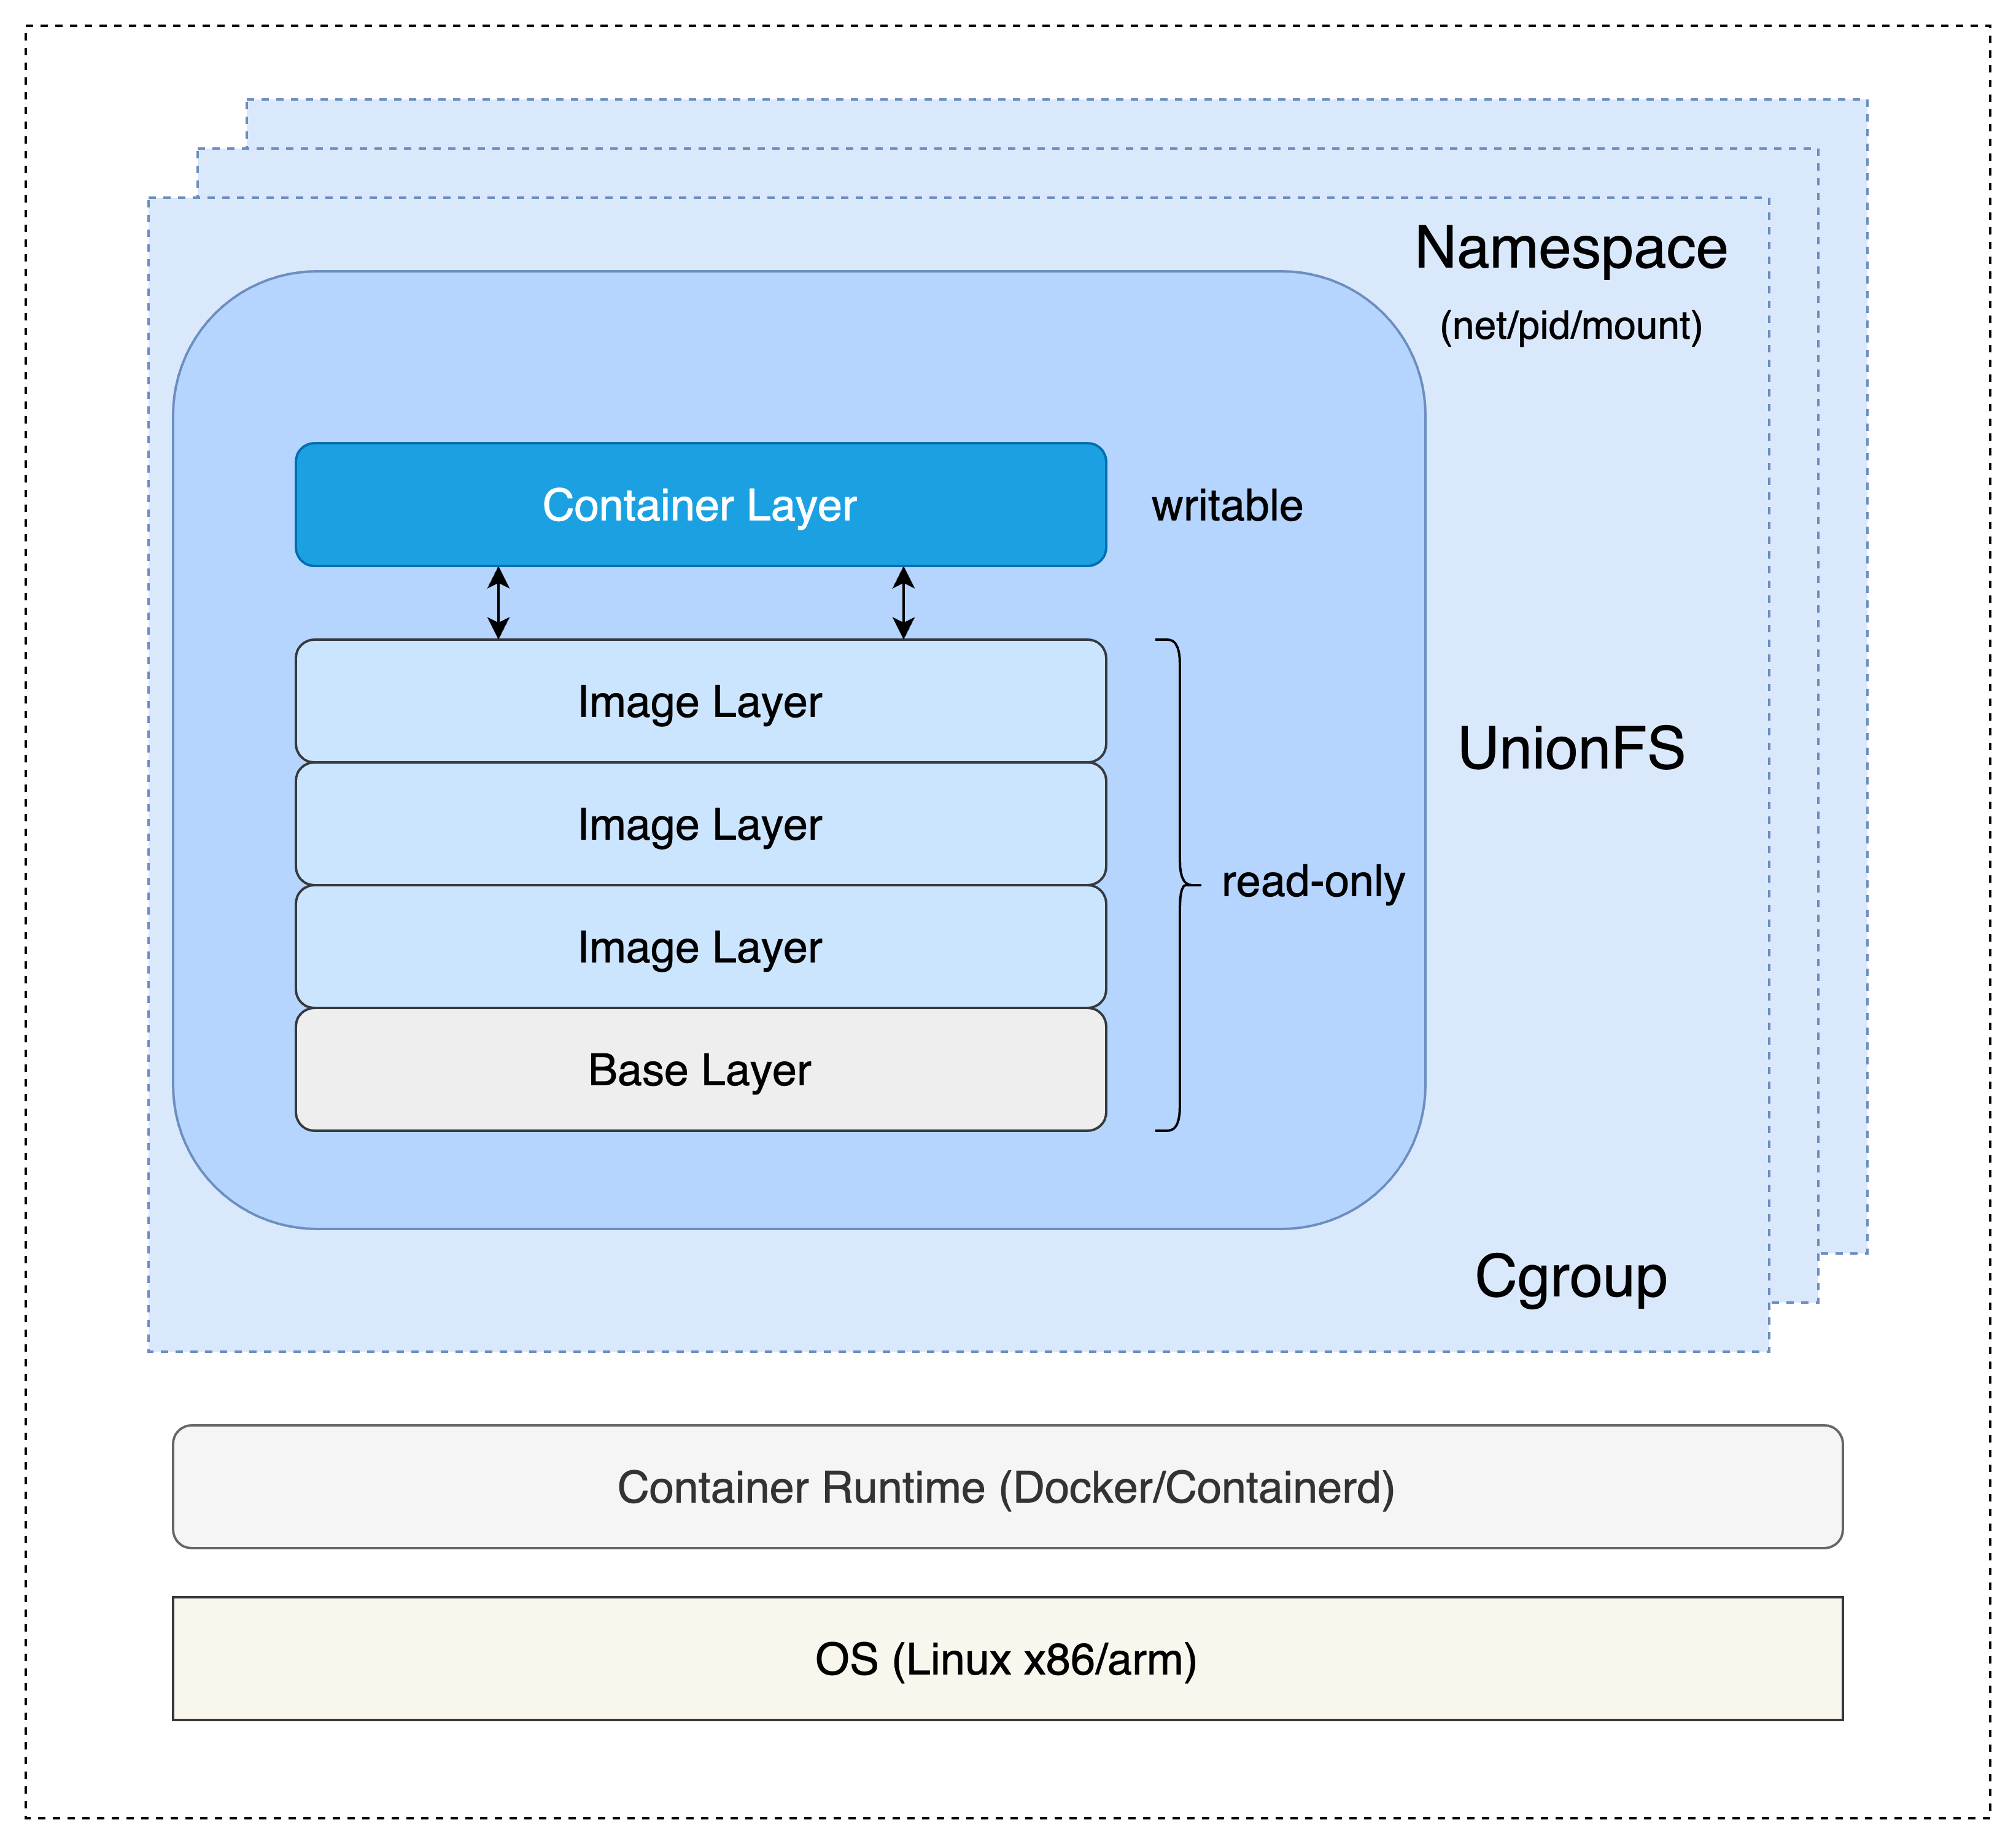 Namespace
(net/pid/mount)
Container Layer
writable
Image Layer
UnionFS
Image Layer
read-only
Image Layer
Base Layer
Cgroup
Container Runtime (Docker/Containerd)
OS (Linux x86/arm)